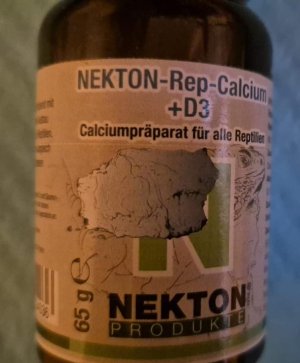 NEKTON-Rep-Calcium
+D3
Calciumpräparat für alle Reptilien
N
65 g e
NEKTON
PRODUKTE